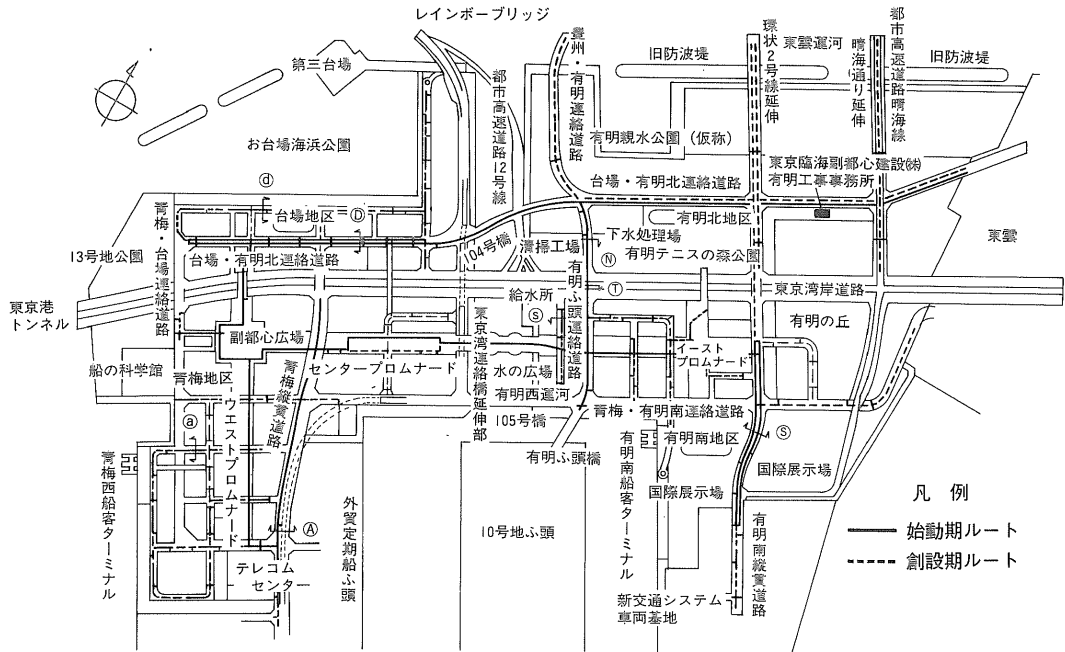 レインボーブリッジ
第三台場
お台場海浜公園
都市高速道路12号線
豊州・有明連絡道路
旧防波堤
環状2号線延伸
東雲運河
晴海通り延伸
都市高速道路晴海線
旧防波堤
有明親水公園(仮称)
台場・有明北連絡道路
東京臨海副都心建設㈱
有明工事事務所
ⓓ
台場地区
Ⓓ
有明北地区
東雲
13号地公園
青梅・台場連絡道路
台場・有明北連絡道路
104号橋
清掃工場
下水処理場
Ⓝ
有明テニスの森公園
東京港
トンネル
給水所
ⓢ
有明ふ頭連絡道路
Ⓣ
東京湾岸道路
有明の丘
副都心広場
船の科学館
青梅地区
青梅縦貫道路
センタープロムナード
東京湾連絡橋延伸部
水の広場
有明西運河
イースト
プロムナード
ⓐ
ウエストプロムナード
105号橋
青梅・有明南連絡道路
有明ふ頭橋
有明南地区
Ⓢ
青梅西船客ターミナル
Ⓐ
外貿定期船ふ頭
10号地ふ頭
有明南船客ターミナル
国際展示場
国際展示場
テレコム
センター
新交通システム
車両基地
有明南縦貫道路
凡例
始動期ルート
創設期ルート